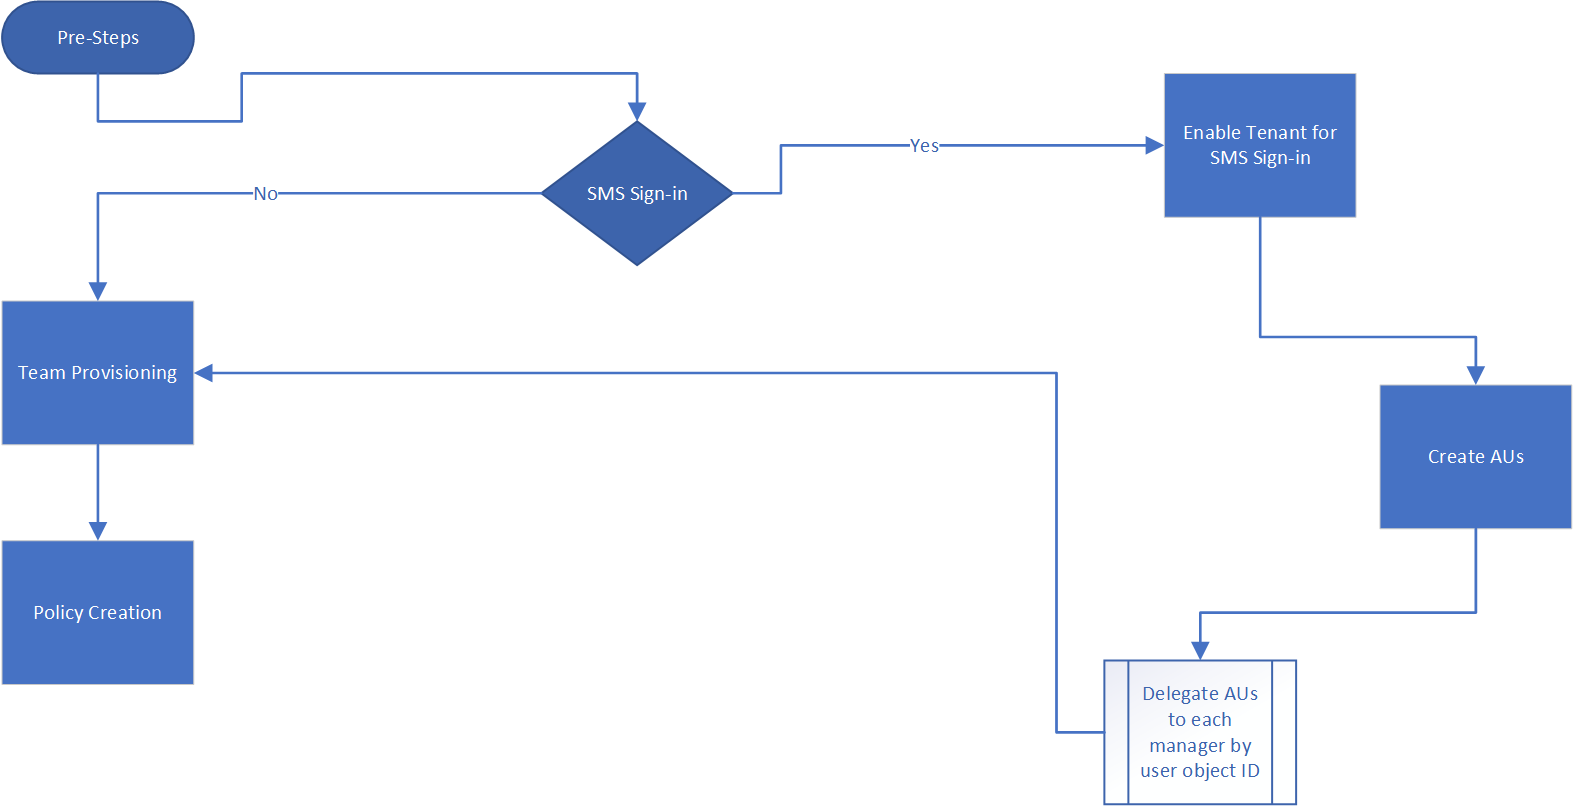 Pre-Steps
SMS Sign-in
Yes
No
Enable Tenant for
SMS Sign-in
Team Provisioning
Create AUs
Policy Creation
Delegate AUs
to each
manager by
user object ID